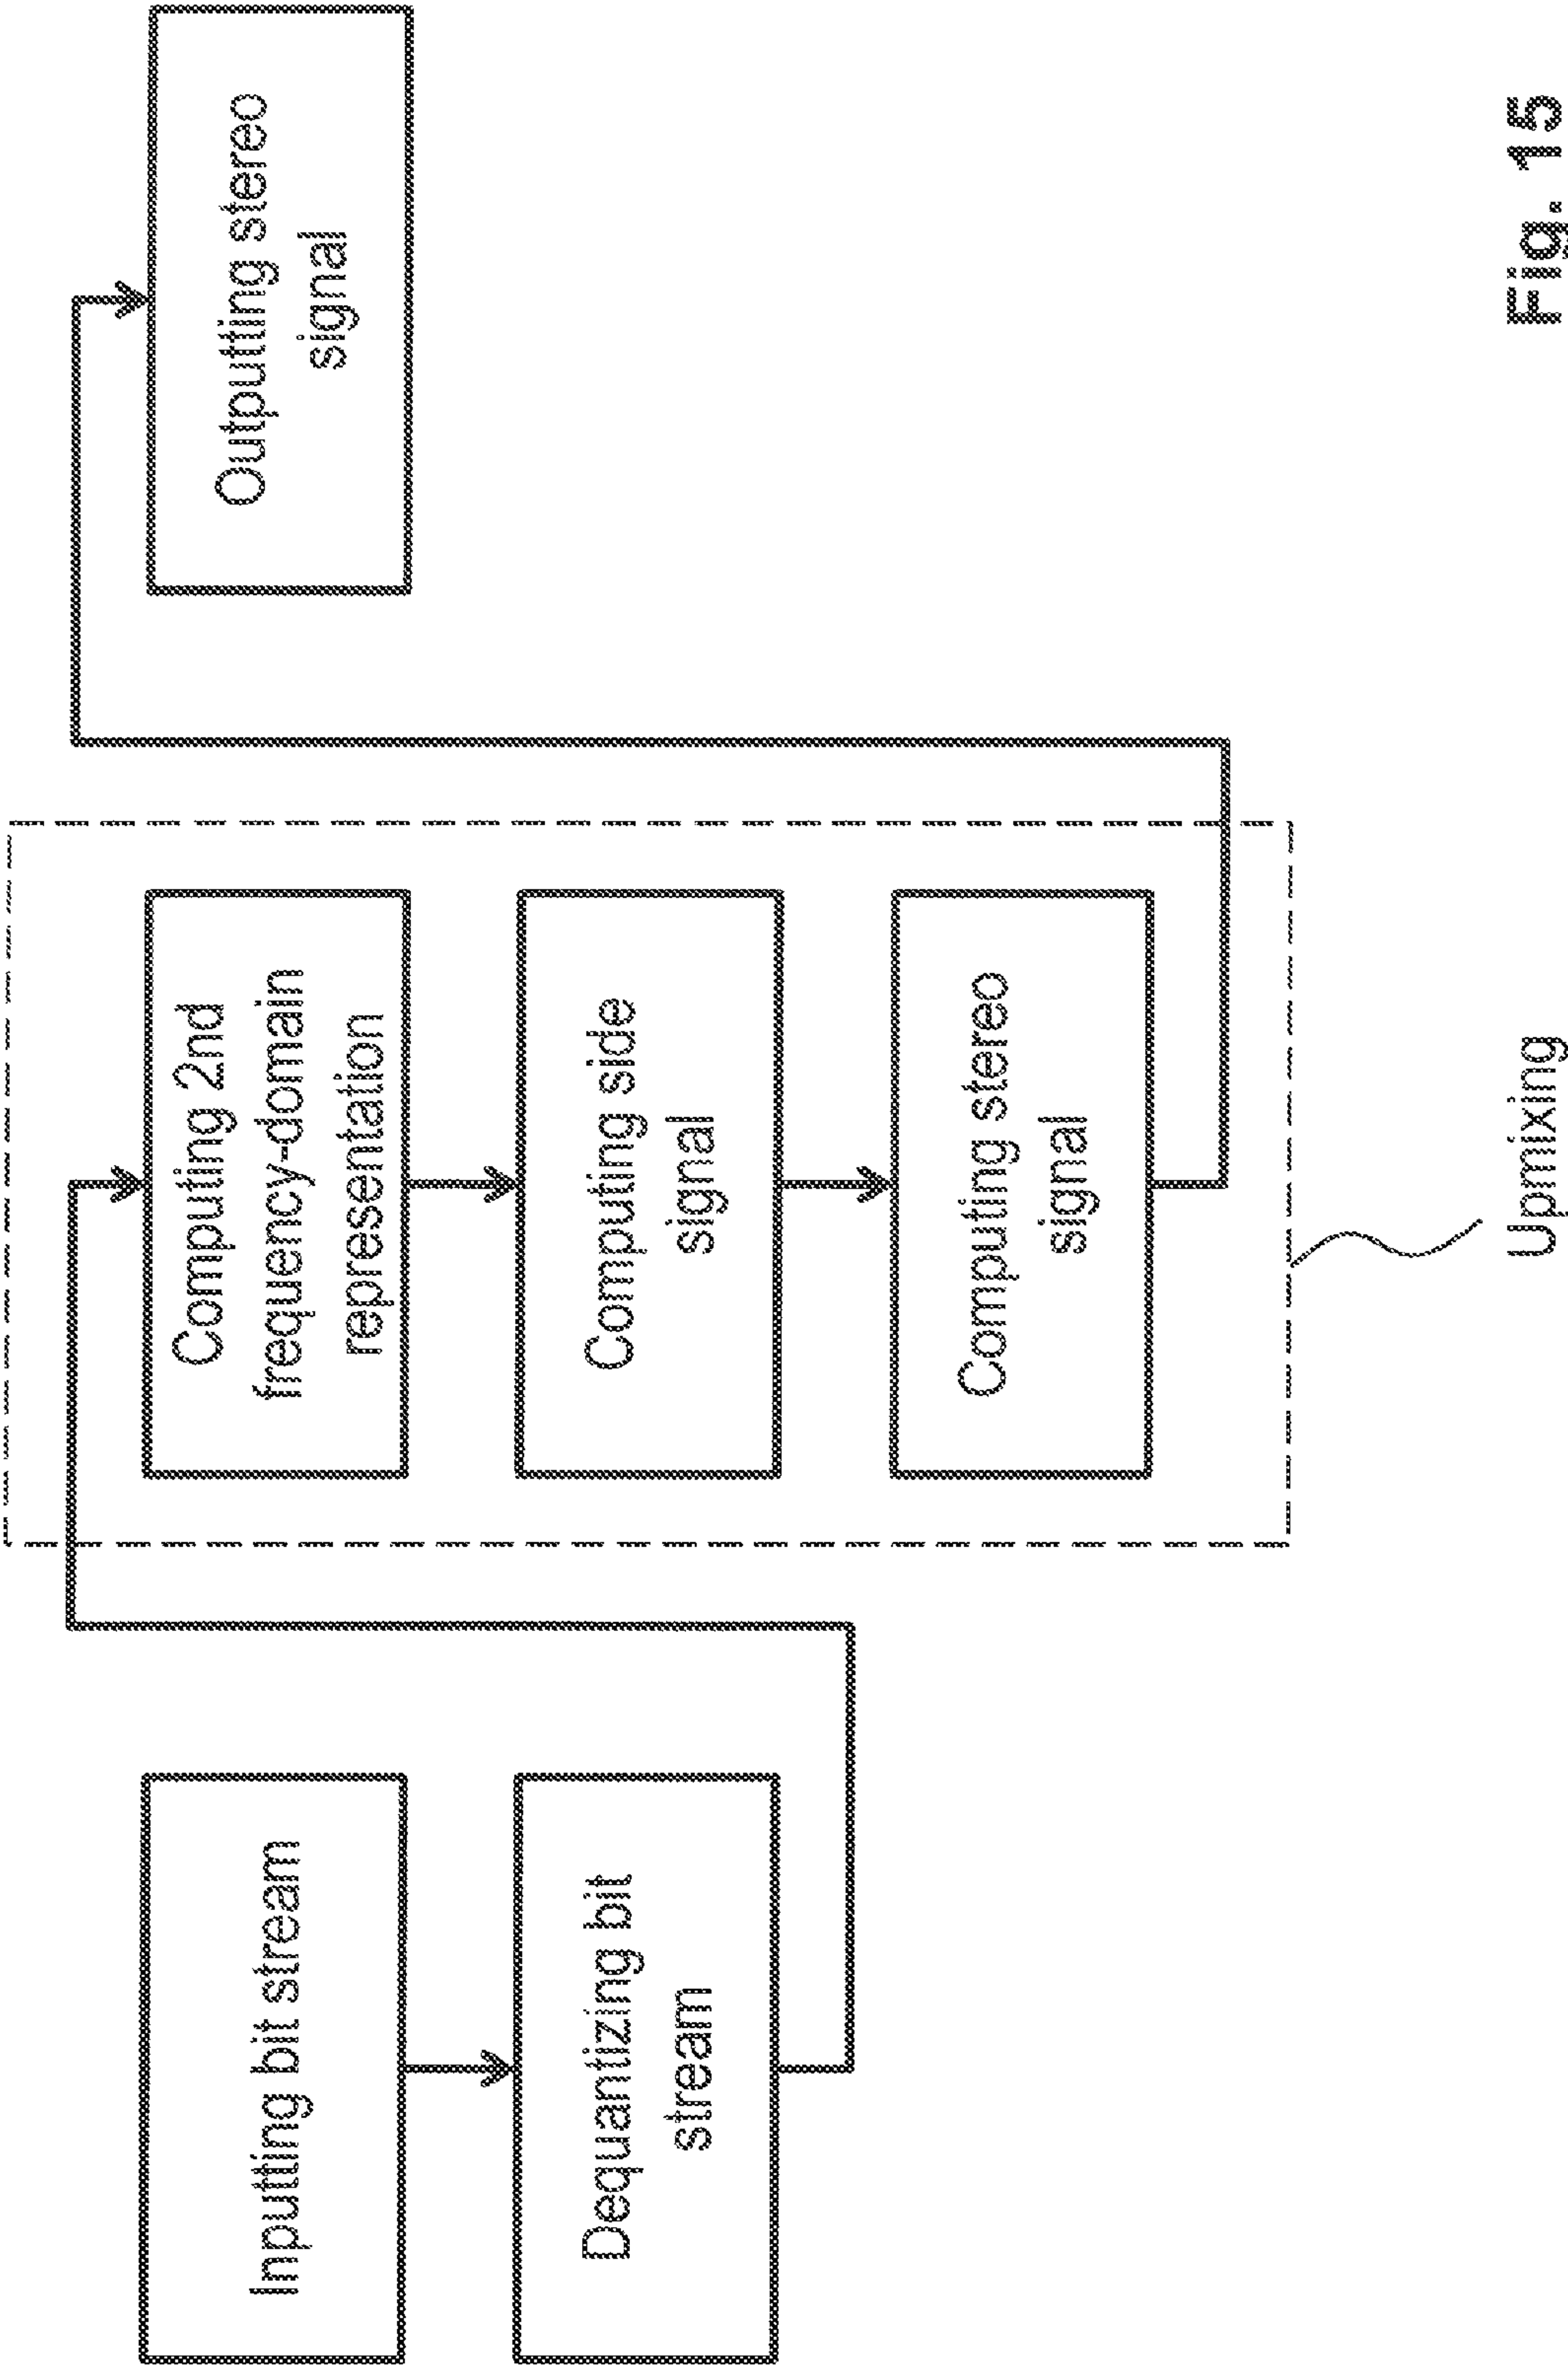 Inputting bit stream
Dequantizing bit
stream
Computing 2nd
frequency-domain
representation
Computing side
signal
Computing stereo
signal
Upmixing
Outputting stereo
signal
Fig. 15